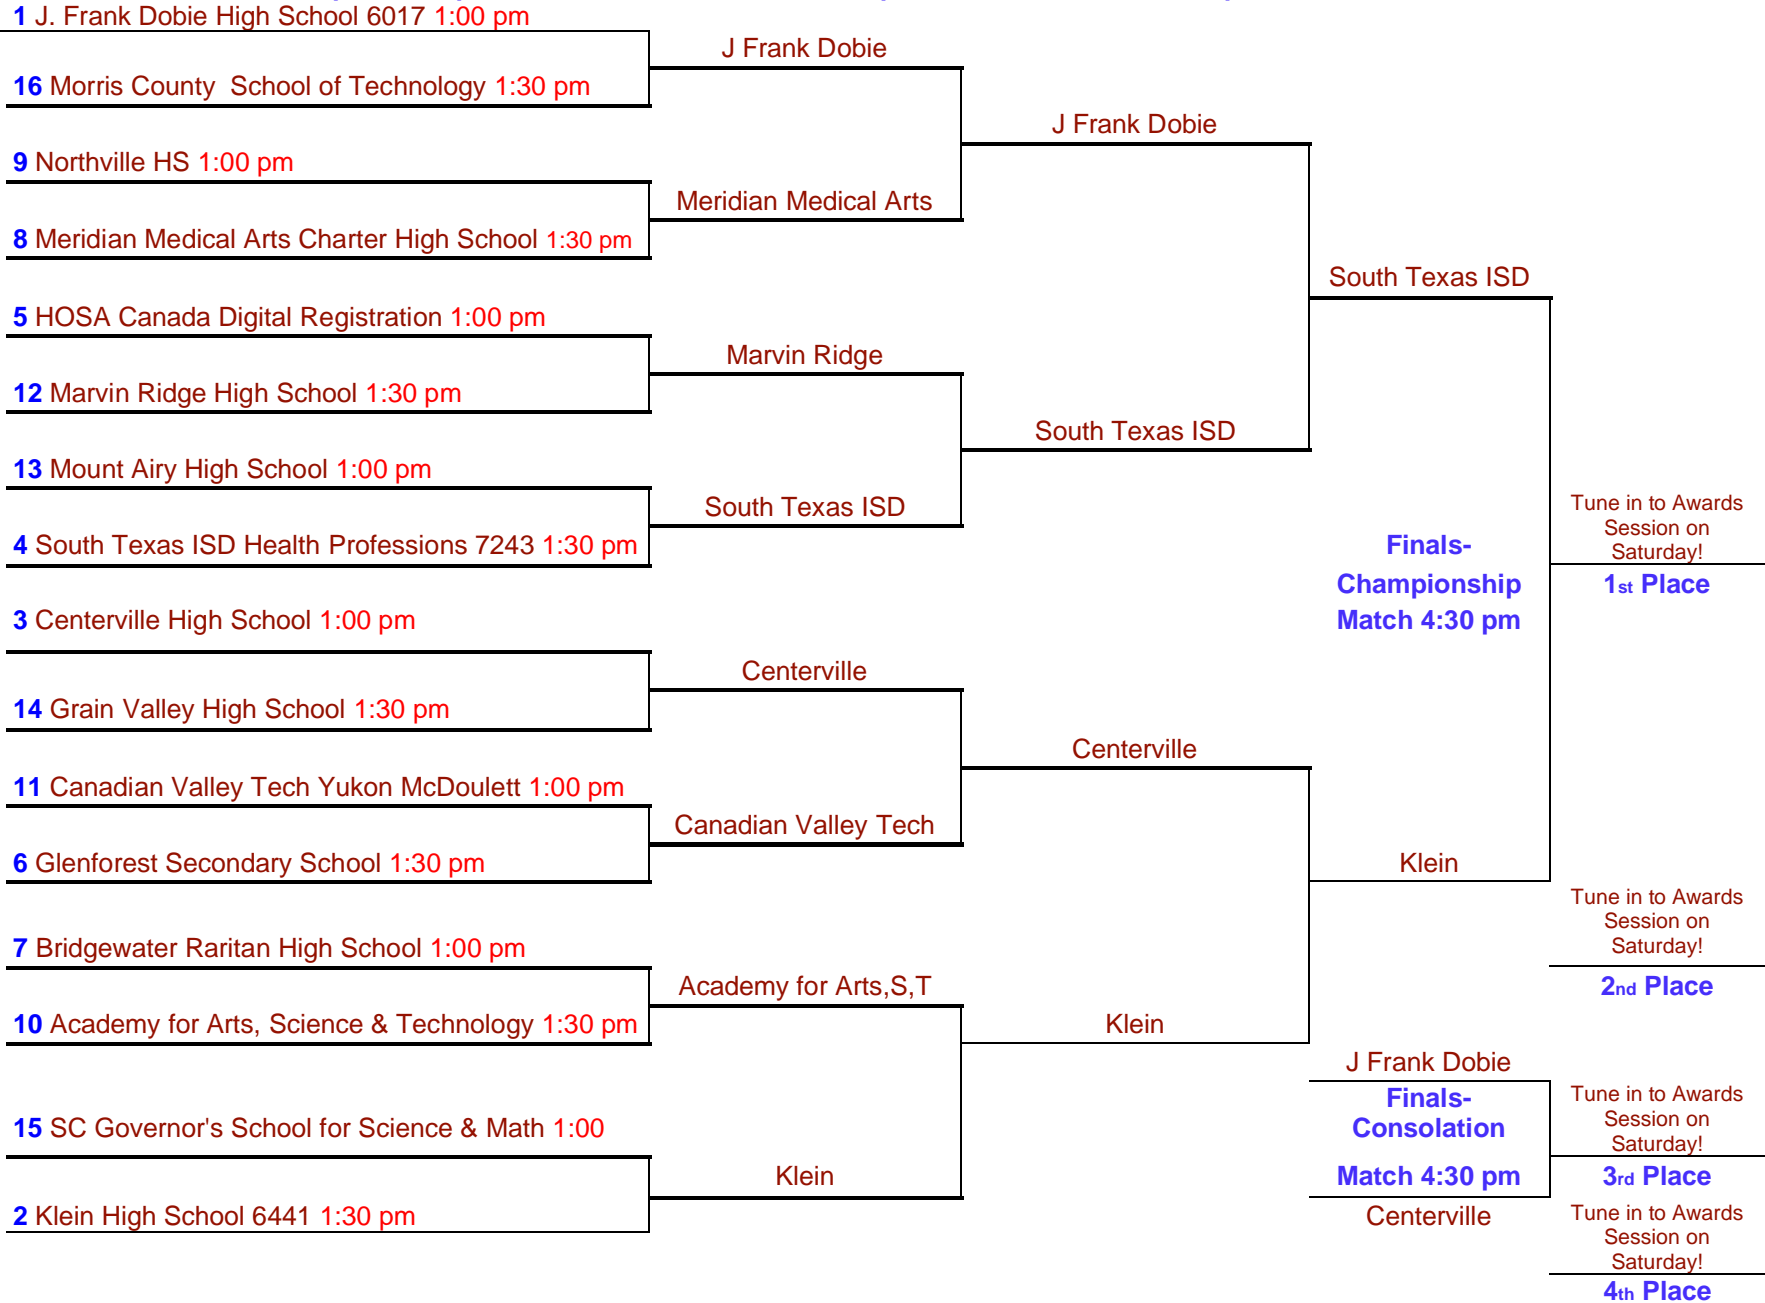 1 J. Frank Dobie High School 6017 1:00 pm
J Frank Dobie
16 Morris County  School of Technology 1:30 pm
J Frank Dobie
9 Northville HS 1:00 pm
Meridian Medical Arts
8 Meridian Medical Arts Charter High School 1:30 pm
South Texas ISD
5 HOSA Canada Digital Registration 1:00 pm
Marvin Ridge
12 Marvin Ridge High School 1:30 pm
South Texas ISD
13 Mount Airy High School 1:00 pm
South Texas ISD
4 South Texas ISD Health Professions 7243 1:30 pm
Finals-
Championship
Match 4:30 pm
Tune in to Awards
Session on
Saturday!
1st Place
3 Centerville High School 1:00 pm
Centerville
14 Grain Valley High School 1:30 pm
Centerville
11 Canadian Valley Tech Yukon McDoulett 1:00 pm
Canadian Valley Tech
6 Glenforest Secondary School 1:30 pm
Klein
Tune in to Awards
Session on
Saturday!
2nd Place
7 Bridgewater Raritan High School 1:00 pm
Academy for Arts,S,T
10 Academy for Arts, Science & Technology 1:30 pm
Klein
J Frank Dobie
Finals-
Consolation
Match 4:30 pm
Centerville
Tune in to Awards
Session on
Saturday!
3rd Place
15 SC Governor's School for Science & Math 1:00
Klein
2 Klein High School 6441 1:30 pm
Tune in to Awards
Session on
Saturday!
4th Place